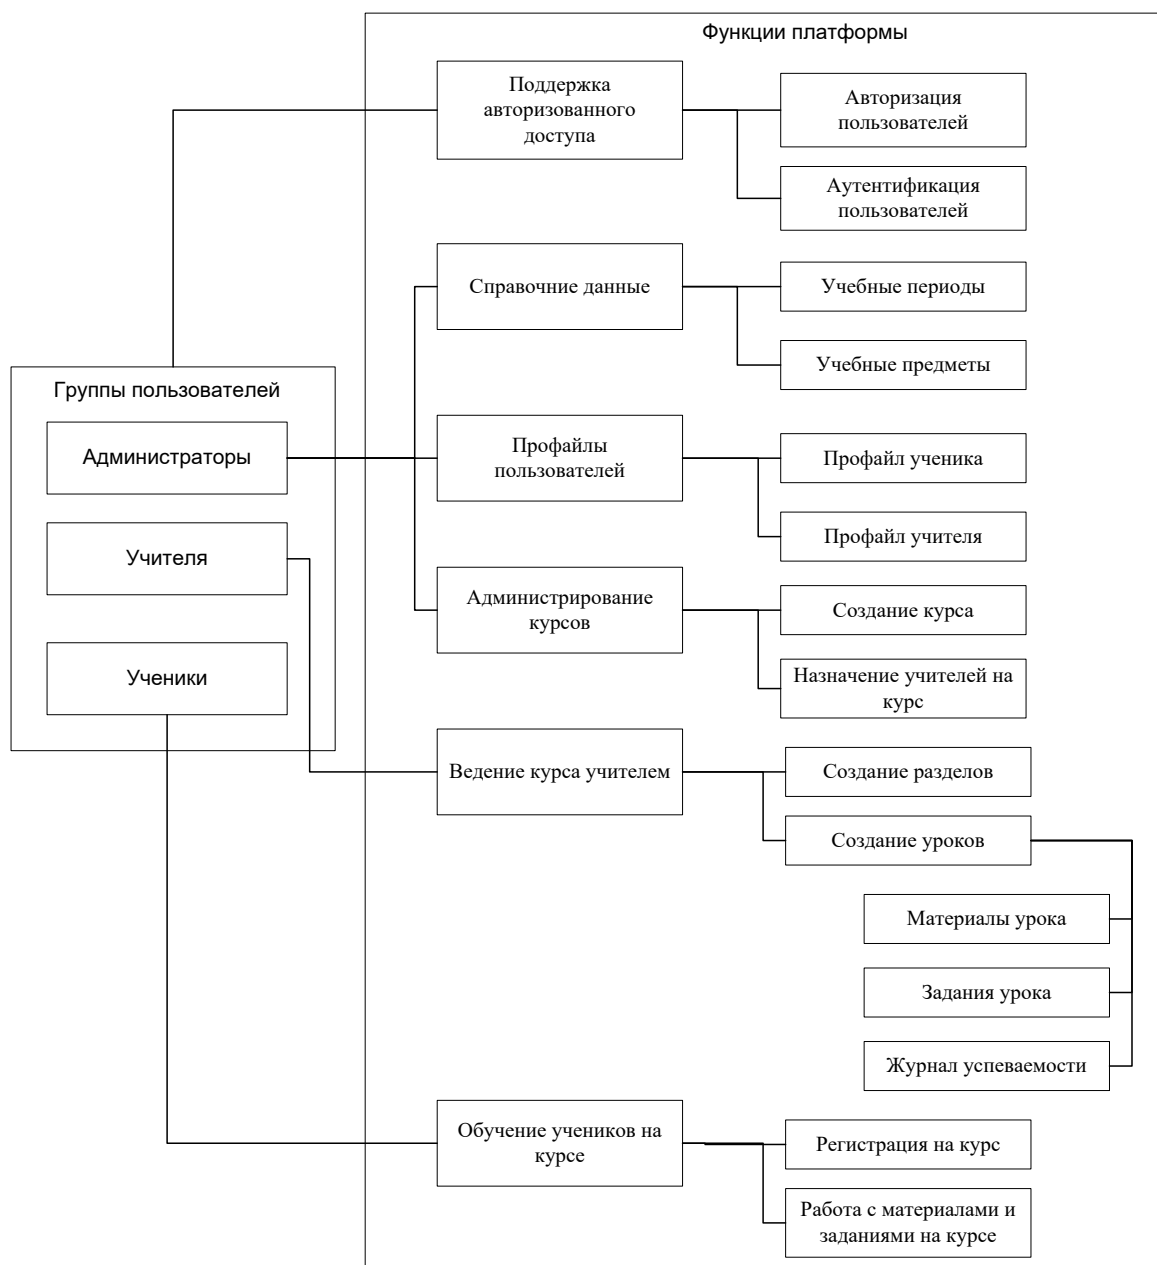 Функции платформы
Поддержка
авторизованного
доступа
Авторизация
пользователей
Аутентификация
пользователей
Справочние данные
Учебные периоды
Учебные предметы
Группы пользователей
Администраторы
Учителя
Ученики
Профайлы
пользователей
Профайл ученика
Профайл учителя
Администрирование
курсов
Создание курса
Назначение учителей на
курс
Ведение курса учителем
Создание разделов
Создание уроков
Материалы урока
Задания урока
Журнал успеваемости
Обучение учеников на
курсе
Регистрация на курс
Работа с материалами и
заданиями на курсе